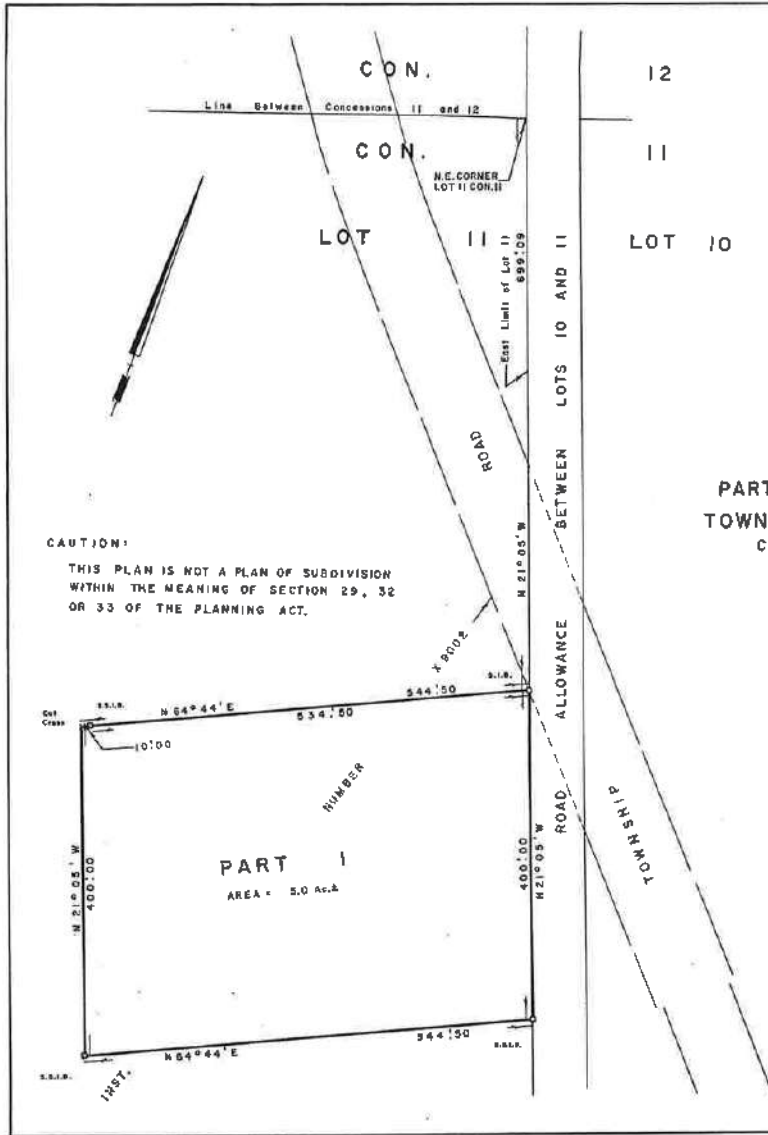 CON. 12
Line Between Concessions 11 and 12
CON. 11
N.E. CORNER
LOT 11 CON. 11
LOT 11 LOT 10
East Limit of Lot 11
699.09
ROAD ALLOWANCE BETWEEN LOTS 10 AND 11
ROAD
N 21° 05' W
PART
TOWN
C
CAUTION:
THIS PLAN IS NOT A PLAN OF SUBDIVISION
WITHIN THE MEANING OF SECTION 29, 32
OR 33 OF THE PLANNING ACT.
S.I.B.
Cut
Cross
S.S.I.B.
N 64° 44' E
534.50
544.50
10.00
INST. NUMBER
TOWNSHIP
PART 1
AREA = 5.0 Ac.±
N 21° 05' W
400.00
400.00
N 21° 05' W
N 64° 44' E
544.50
S.S.I.B.